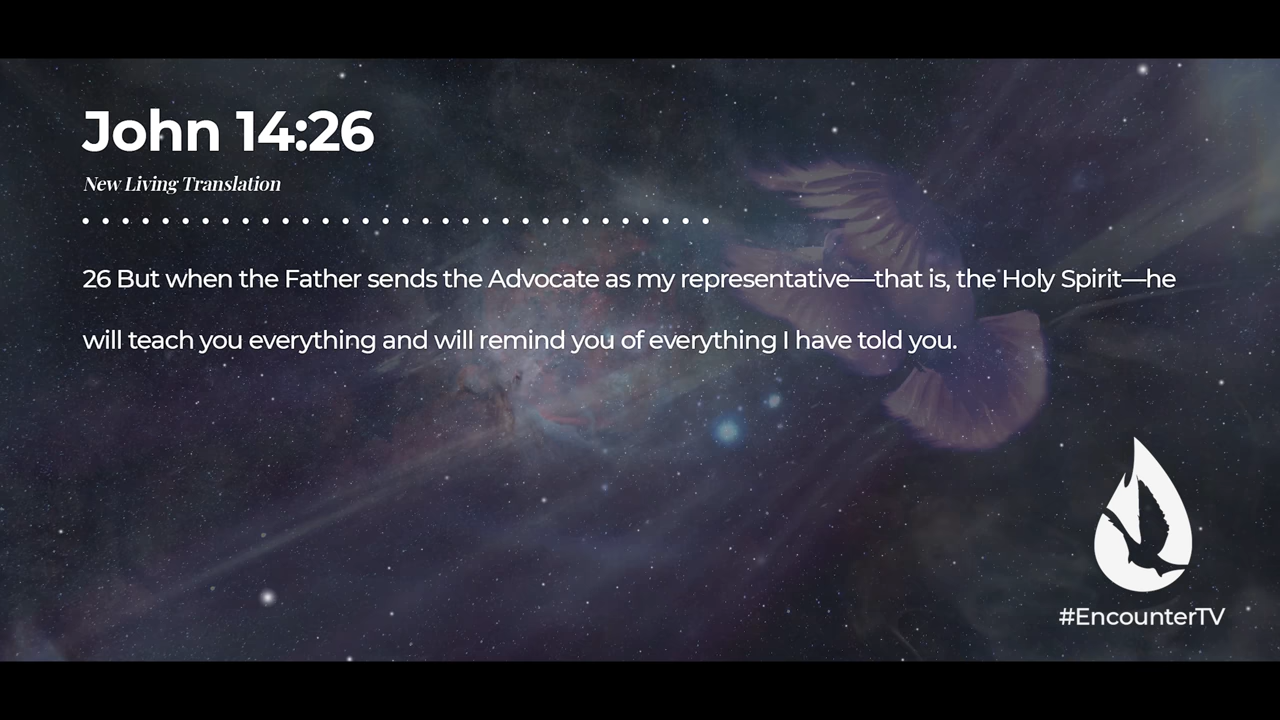 John 14:26
New Living Translation
26 But when the Father sends the Advocate as my representative—that is, the Holy Spirit—he
will teach you everything and will remind you of everything I have told you.
#EncounterTV